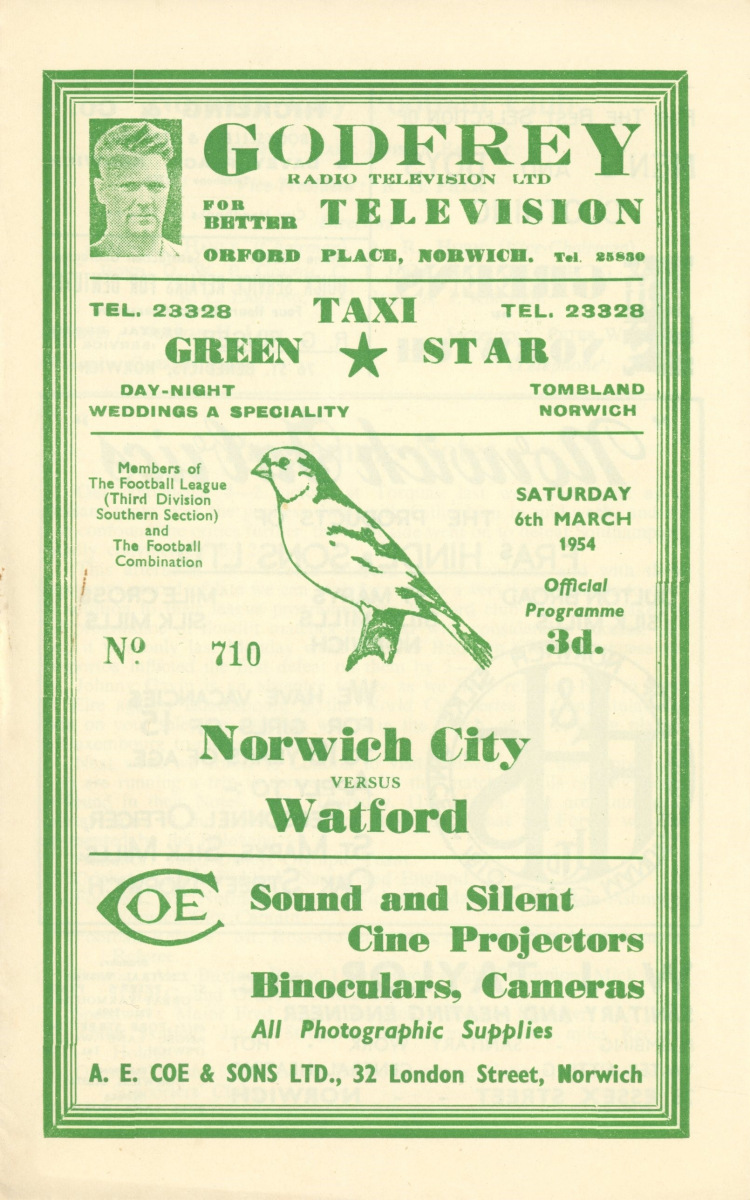 GODFREY
RADIO TELEVISION LTD
FOR
BETTER TELEVISION
ORFORD PLACE, NORWICH. Tel. 25850
TEL. 23328 TAXI TEL. 23328
GREEN ★ STAR
DAY-NIGHT TOMBLAND
WEDDINGS A SPECIALITY NORWICH
Members of
The Football League
(Third Division
Southern Section)
and
The Football
Combination
SATURDAY
6th MARCH
1954
Official
Programme
3d.
No. 710
Norwich City
VERSUS
Watford
COE
Sound and Silent
Cine Projectors
Binoculars, Cameras
All Photographic Supplies
A. E. COE & SONS LTD., 32 London Street, Norwich